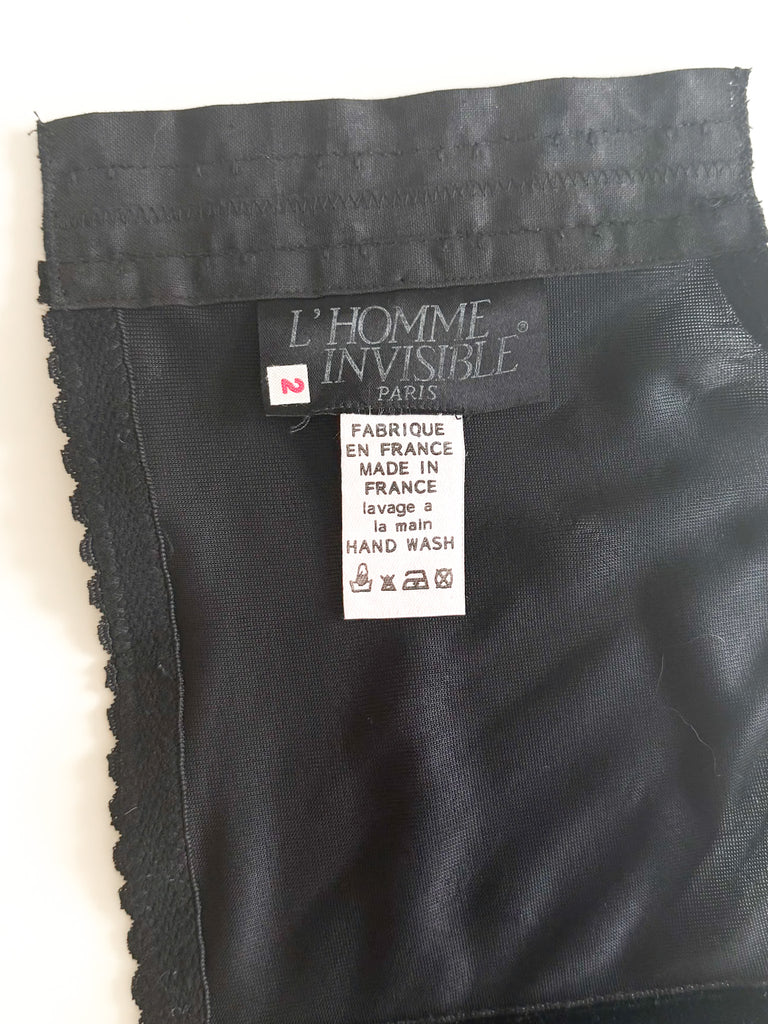 L'HOMME
INVISIBLE®
PARIS
2
FABRIQUE
EN FRANCE
MADE IN
FRANCE
lavage a
la main
HAND WASH